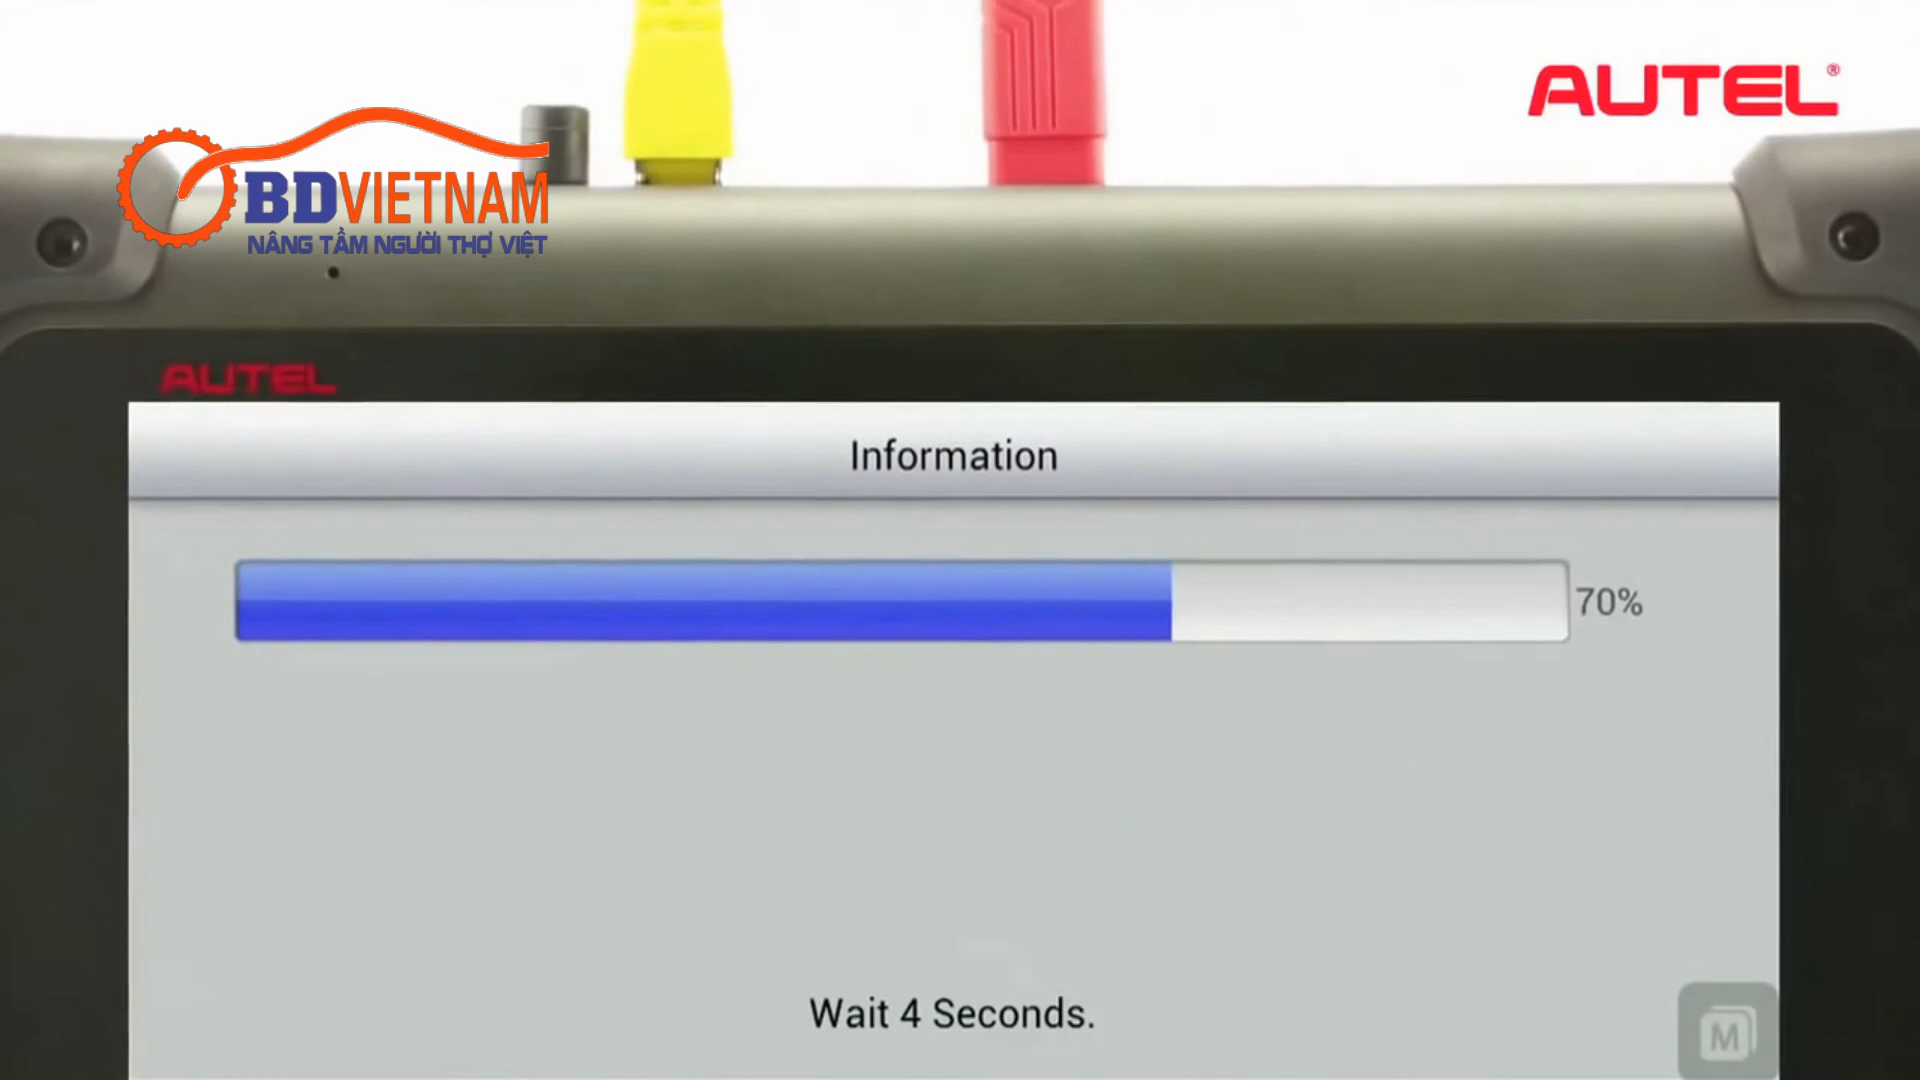 AUTEL®
OBDVIETNAM
NÂNG TẦM NGƯỜI THỢ VIỆT
AUTEL
Information
70%
Wait 4 Seconds.
M